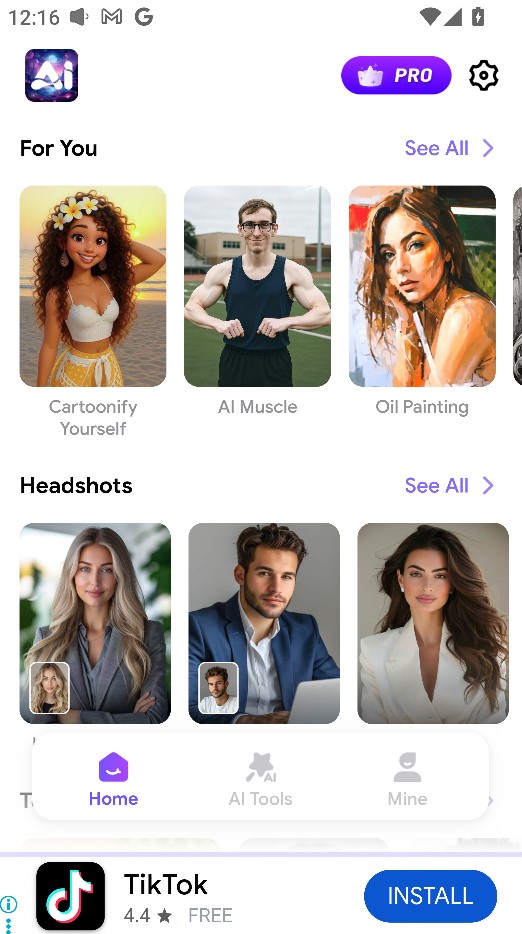 12:16
Ai
PRO
For You
See All
Cartoonify
Yourself
AI Muscle
Oil Painting
Headshots
See All
Home
AI Tools
Mine
TikTok
4.4 ★ FREE
INSTALL